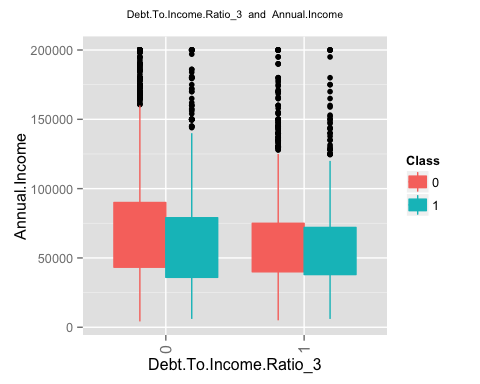 Debt.To.Income.Ratio_3 and Annual.Income
200000
150000
100000
50000
0
Annual.Income
0
1
Debt.To.Income.Ratio_3
Class
0
1